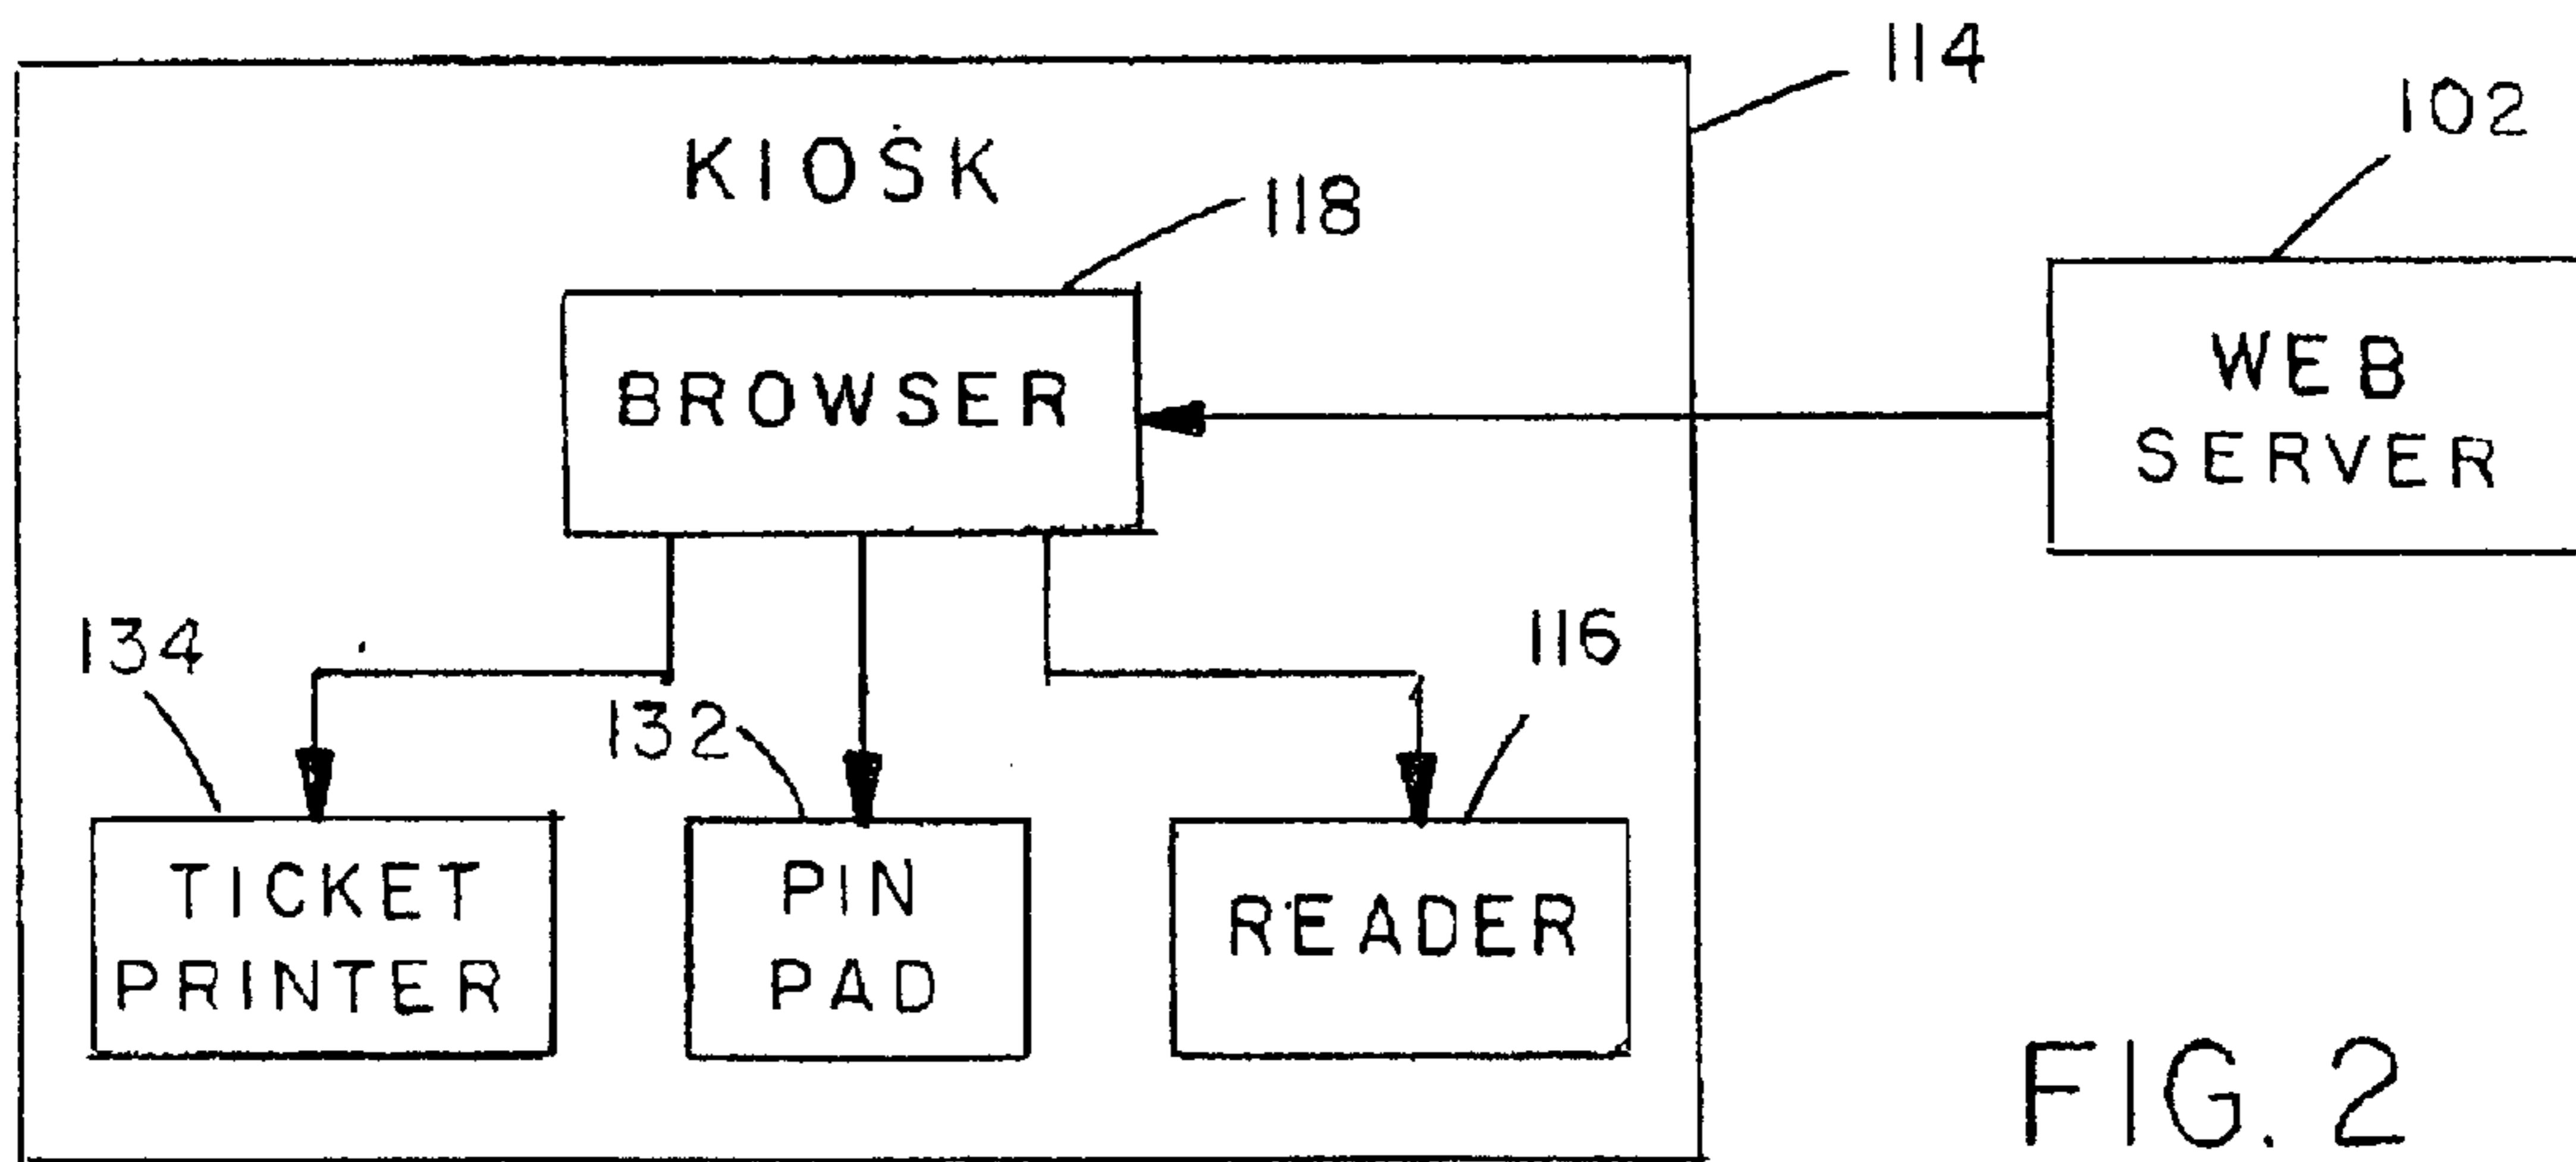 114
102
KIOSK
118
BROWSER
WEB
SERVER
134
116
132
TICKET
PRINTER
PIN
PAD
READER
FIG. 2